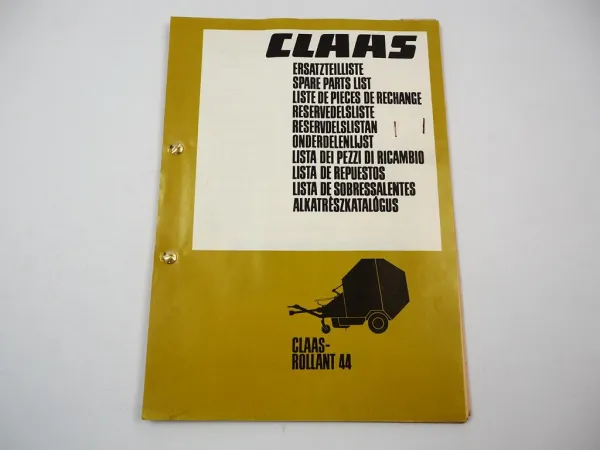 CLAAS
ERSATZTEILLISTE
SPARE PARTS LIST
LISTE DE PIECES DE RECHANGE
RESERVEDELSLISTE
RESERVDELSLISTAN
ONDERDELENLIJST
LISTA DEI PEZZI DI RICAMBIO
LISTA DE REPUESTOS
LISTA DE SOBRESSALENTES
ALKATRÈSZKATALÓGUS
CLAAS-
ROLLANT 44